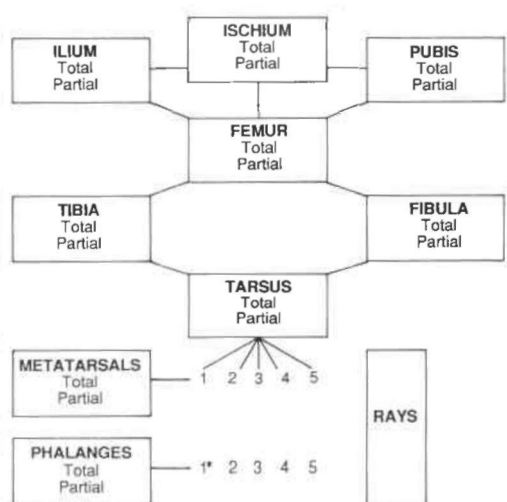 ISCHIUM
Total
Partial
ILIUM
Total
Partial
PUBIS
Total
Partial
FEMUR
Total
Partial
TIBIA
Total
Partial
FIBULA
Total
Partial
TARSUS
Total
Partial
METATARSALS
Total
Partial
1 2 3 4 5
RAYS
PHALANGES
Total
Partial
1* 2 3 4 5